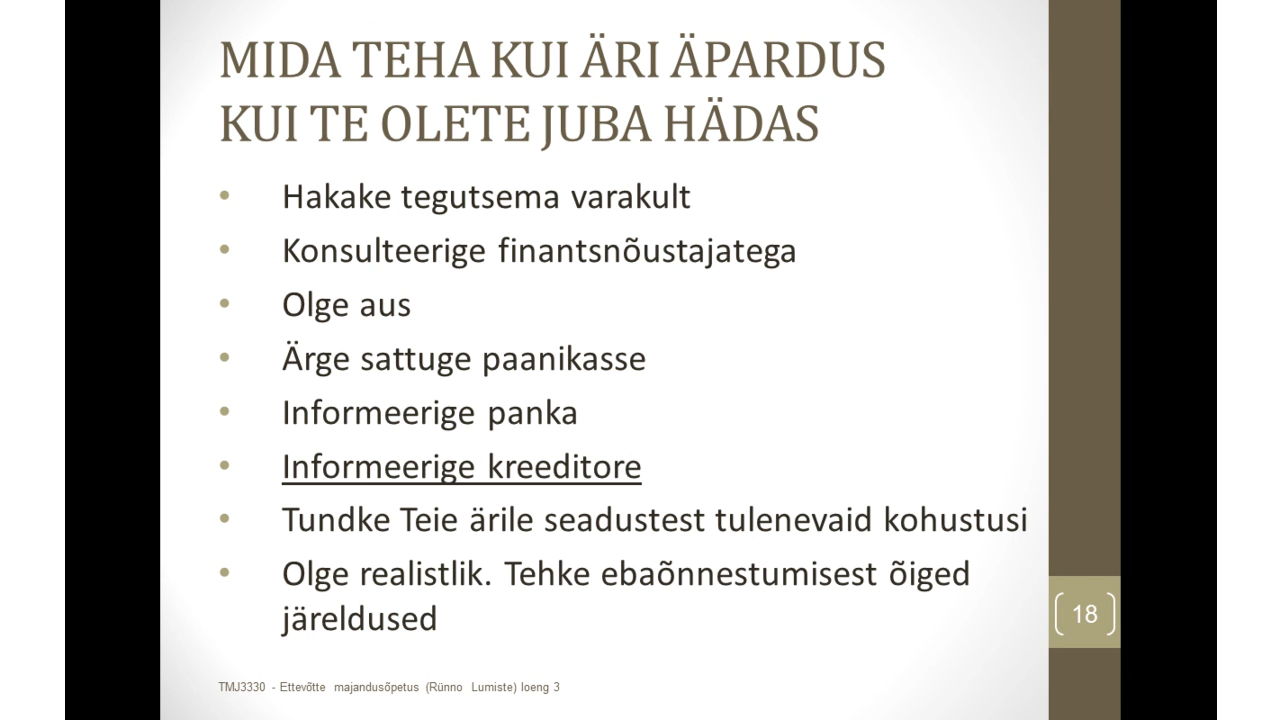 MIDA TEHA KUI ÄRI ÄPARDUS
KUI TE OLETE JUBA HÄDAS
• Hakake tegutsema varakult
• Konsulteerige finantsnõustajatega
• Olge aus
• Ärge sattuge paanikasse
• Informeerige panka
• Informeerige kreeditore
• Tundke Teie ärile seadustest tulenevaid kohustusi
• Olge realistlik. Tehke ebaõnnestumisest õiged
järeldused
18
TMJ3330 - Ettevõtte majandusõpetus (Rünno Lumiste) loeng 3